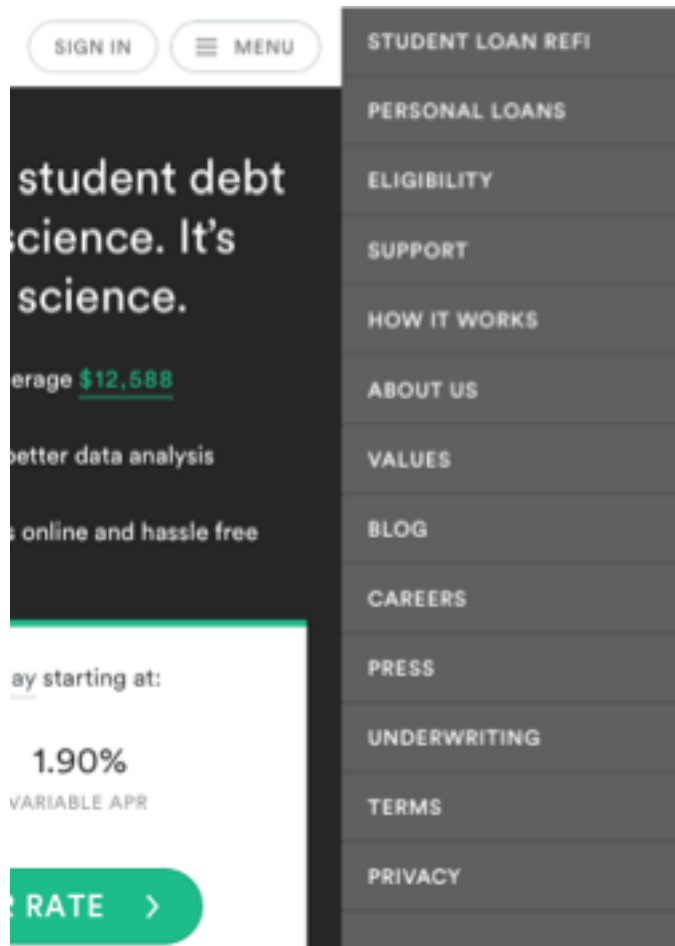 SIGN IN
MENU
student debt
science. It's
science.
erage $12,588
better data analysis
online and hassle free
ay starting at:
1.90%
VARIABLE APR
RATE
STUDENT LOAN REFI
PERSONAL LOANS
ELIGIBILITY
SUPPORT
HOW IT WORKS
ABOUT US
VALUES
BLOG
CAREERS
PRESS
UNDERWRITING
TERMS
PRIVACY